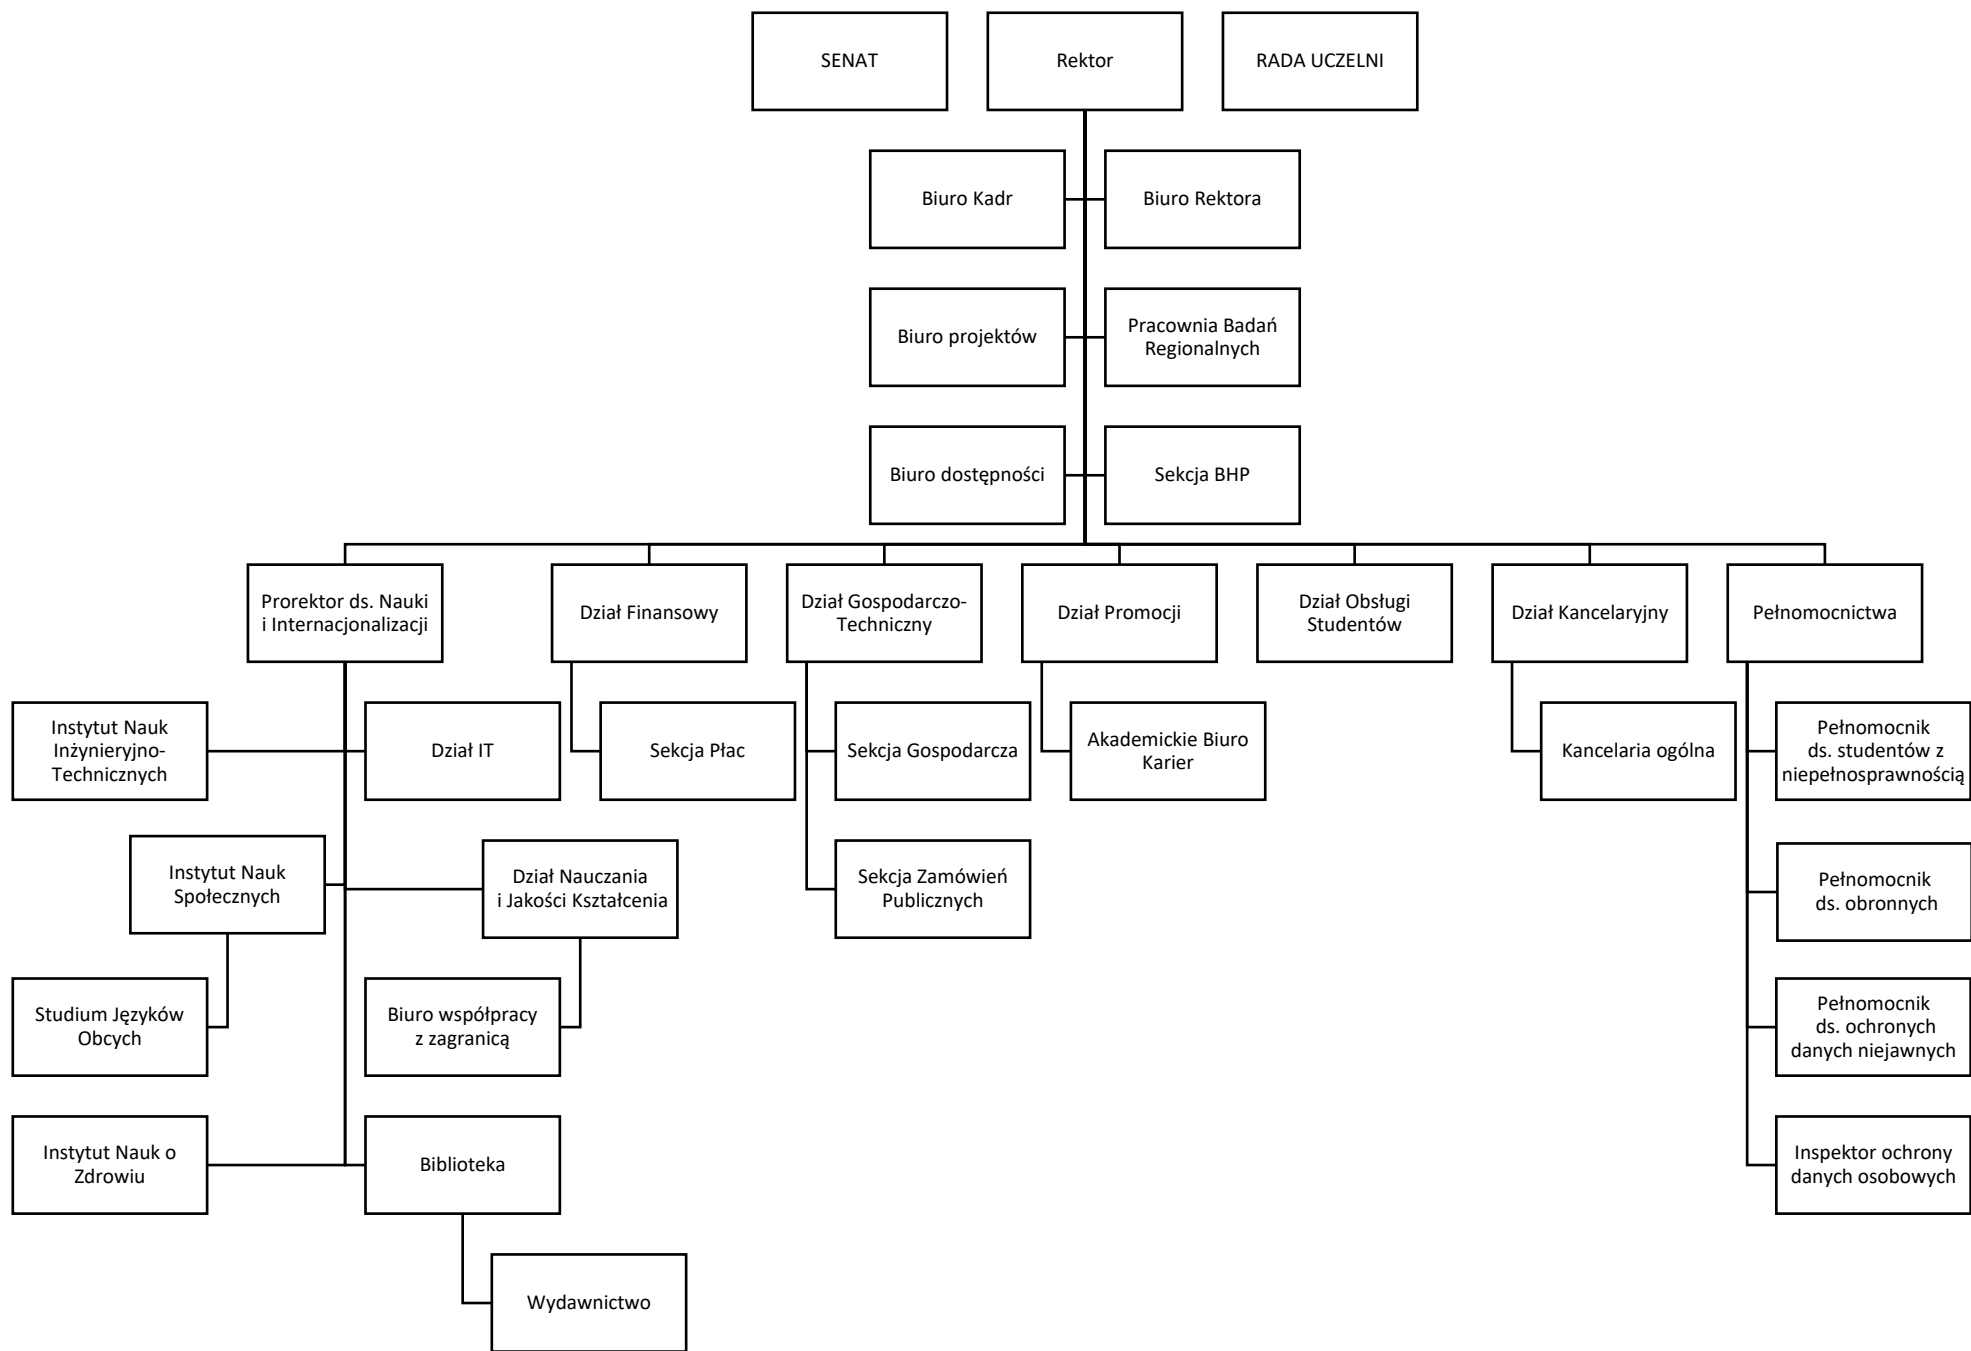 SENAT
Rektor
RADA UCZELNI
Biuro Kadr
Biuro Rektora
Biuro projektów
Pracownia Badań
Regionalnych
Biuro dostępności
Sekcja BHP
Prorektor ds. Nauki
i Internacjonalizacji
Dział Finansowy
Dział Gospodarczo-
Techniczny
Dział Promocji
Dział Obsługi
Studentów
Dział Kancelaryjny
Pełnomocnictwa
Instytut Nauk
Inżynieryjno-
Technicznych
Dział IT
Sekcja Płac
Sekcja Gospodarcza
Akademickie Biuro
Karier
Kancelaria ogólna
Pełnomocnik
ds. studentów z
niepełnosprawnością
Instytut Nauk
Społecznych
Dział Nauczania
i Jakości Kształcenia
Sekcja Zamówień
Publicznych
Pełnomocnik
ds. obronnych
Studium Języków
Obcych
Biuro współpracy
z zagranicą
Pełnomocnik
ds. ochronych
danych niejawnych
Instytut Nauk o
Zdrowiu
Biblioteka
Inspektor ochrony
danych osobowych
Wydawnictwo